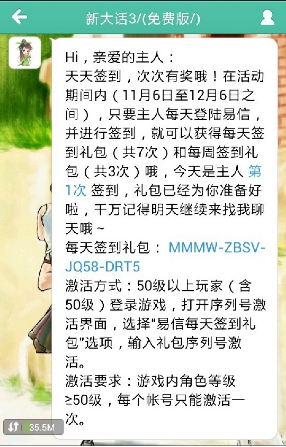 新大话3/(免费版/)
Hi，亲爱的主人：
天天签到，次次有奖哦！在活动
期间内（11月6日至12月6日之
间），只要主人每天登陆易信，
并进行签到，就可以获得每天签
到礼包（共7次）和每周签到礼
包（共3次）哦，今天是主人 第
1次 签到，礼包已经为你准备好
啦，千万记得明天继续来找我聊
天哦~
每天签到礼包： MMMW-ZBSV-
JQ58-DRT5
激活方式：50级以上玩家（含
50级）登录游戏，打开序列号激
活界面，选择“易信每天签到礼
包”选项，输入礼包序列号激
活。
激活要求：游戏内角色等级
≥50级，每个帐号只能激活一
次。
35.5M